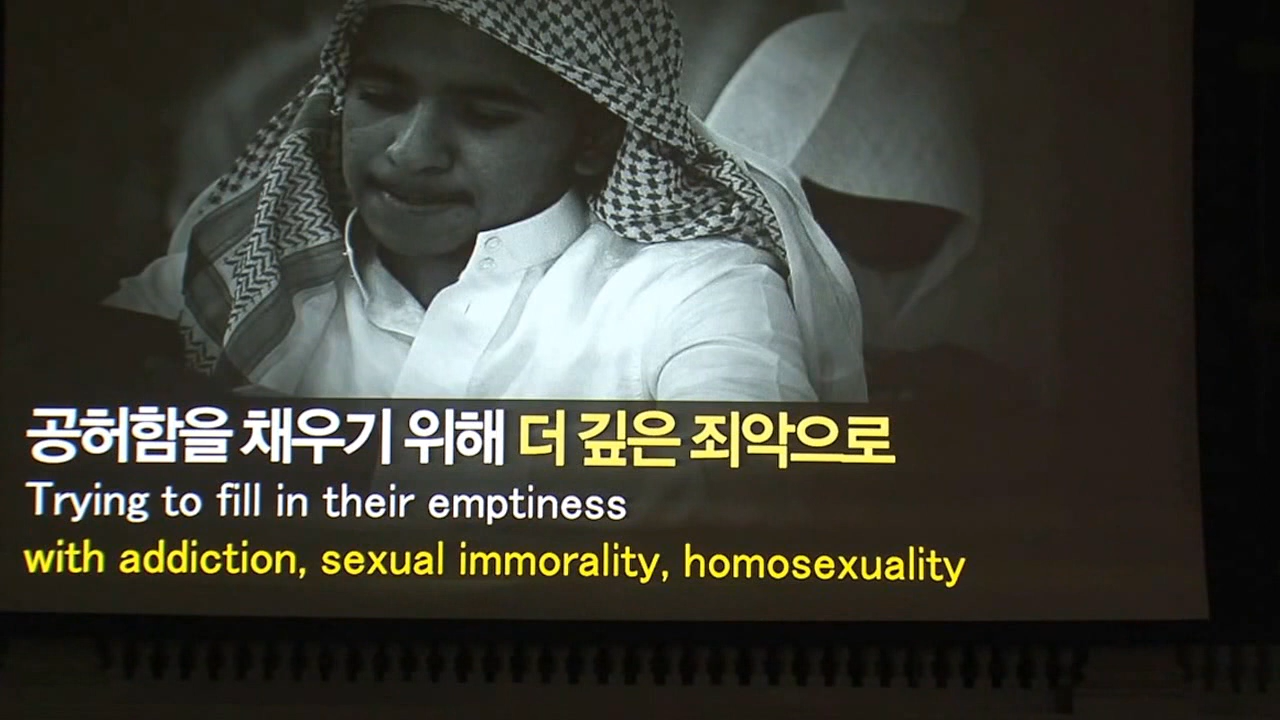 공허함을 채우기 위해 더 깊은 죄악으로
Trying to fill in their emptiness
with addiction, sexual immorality, homosexuality